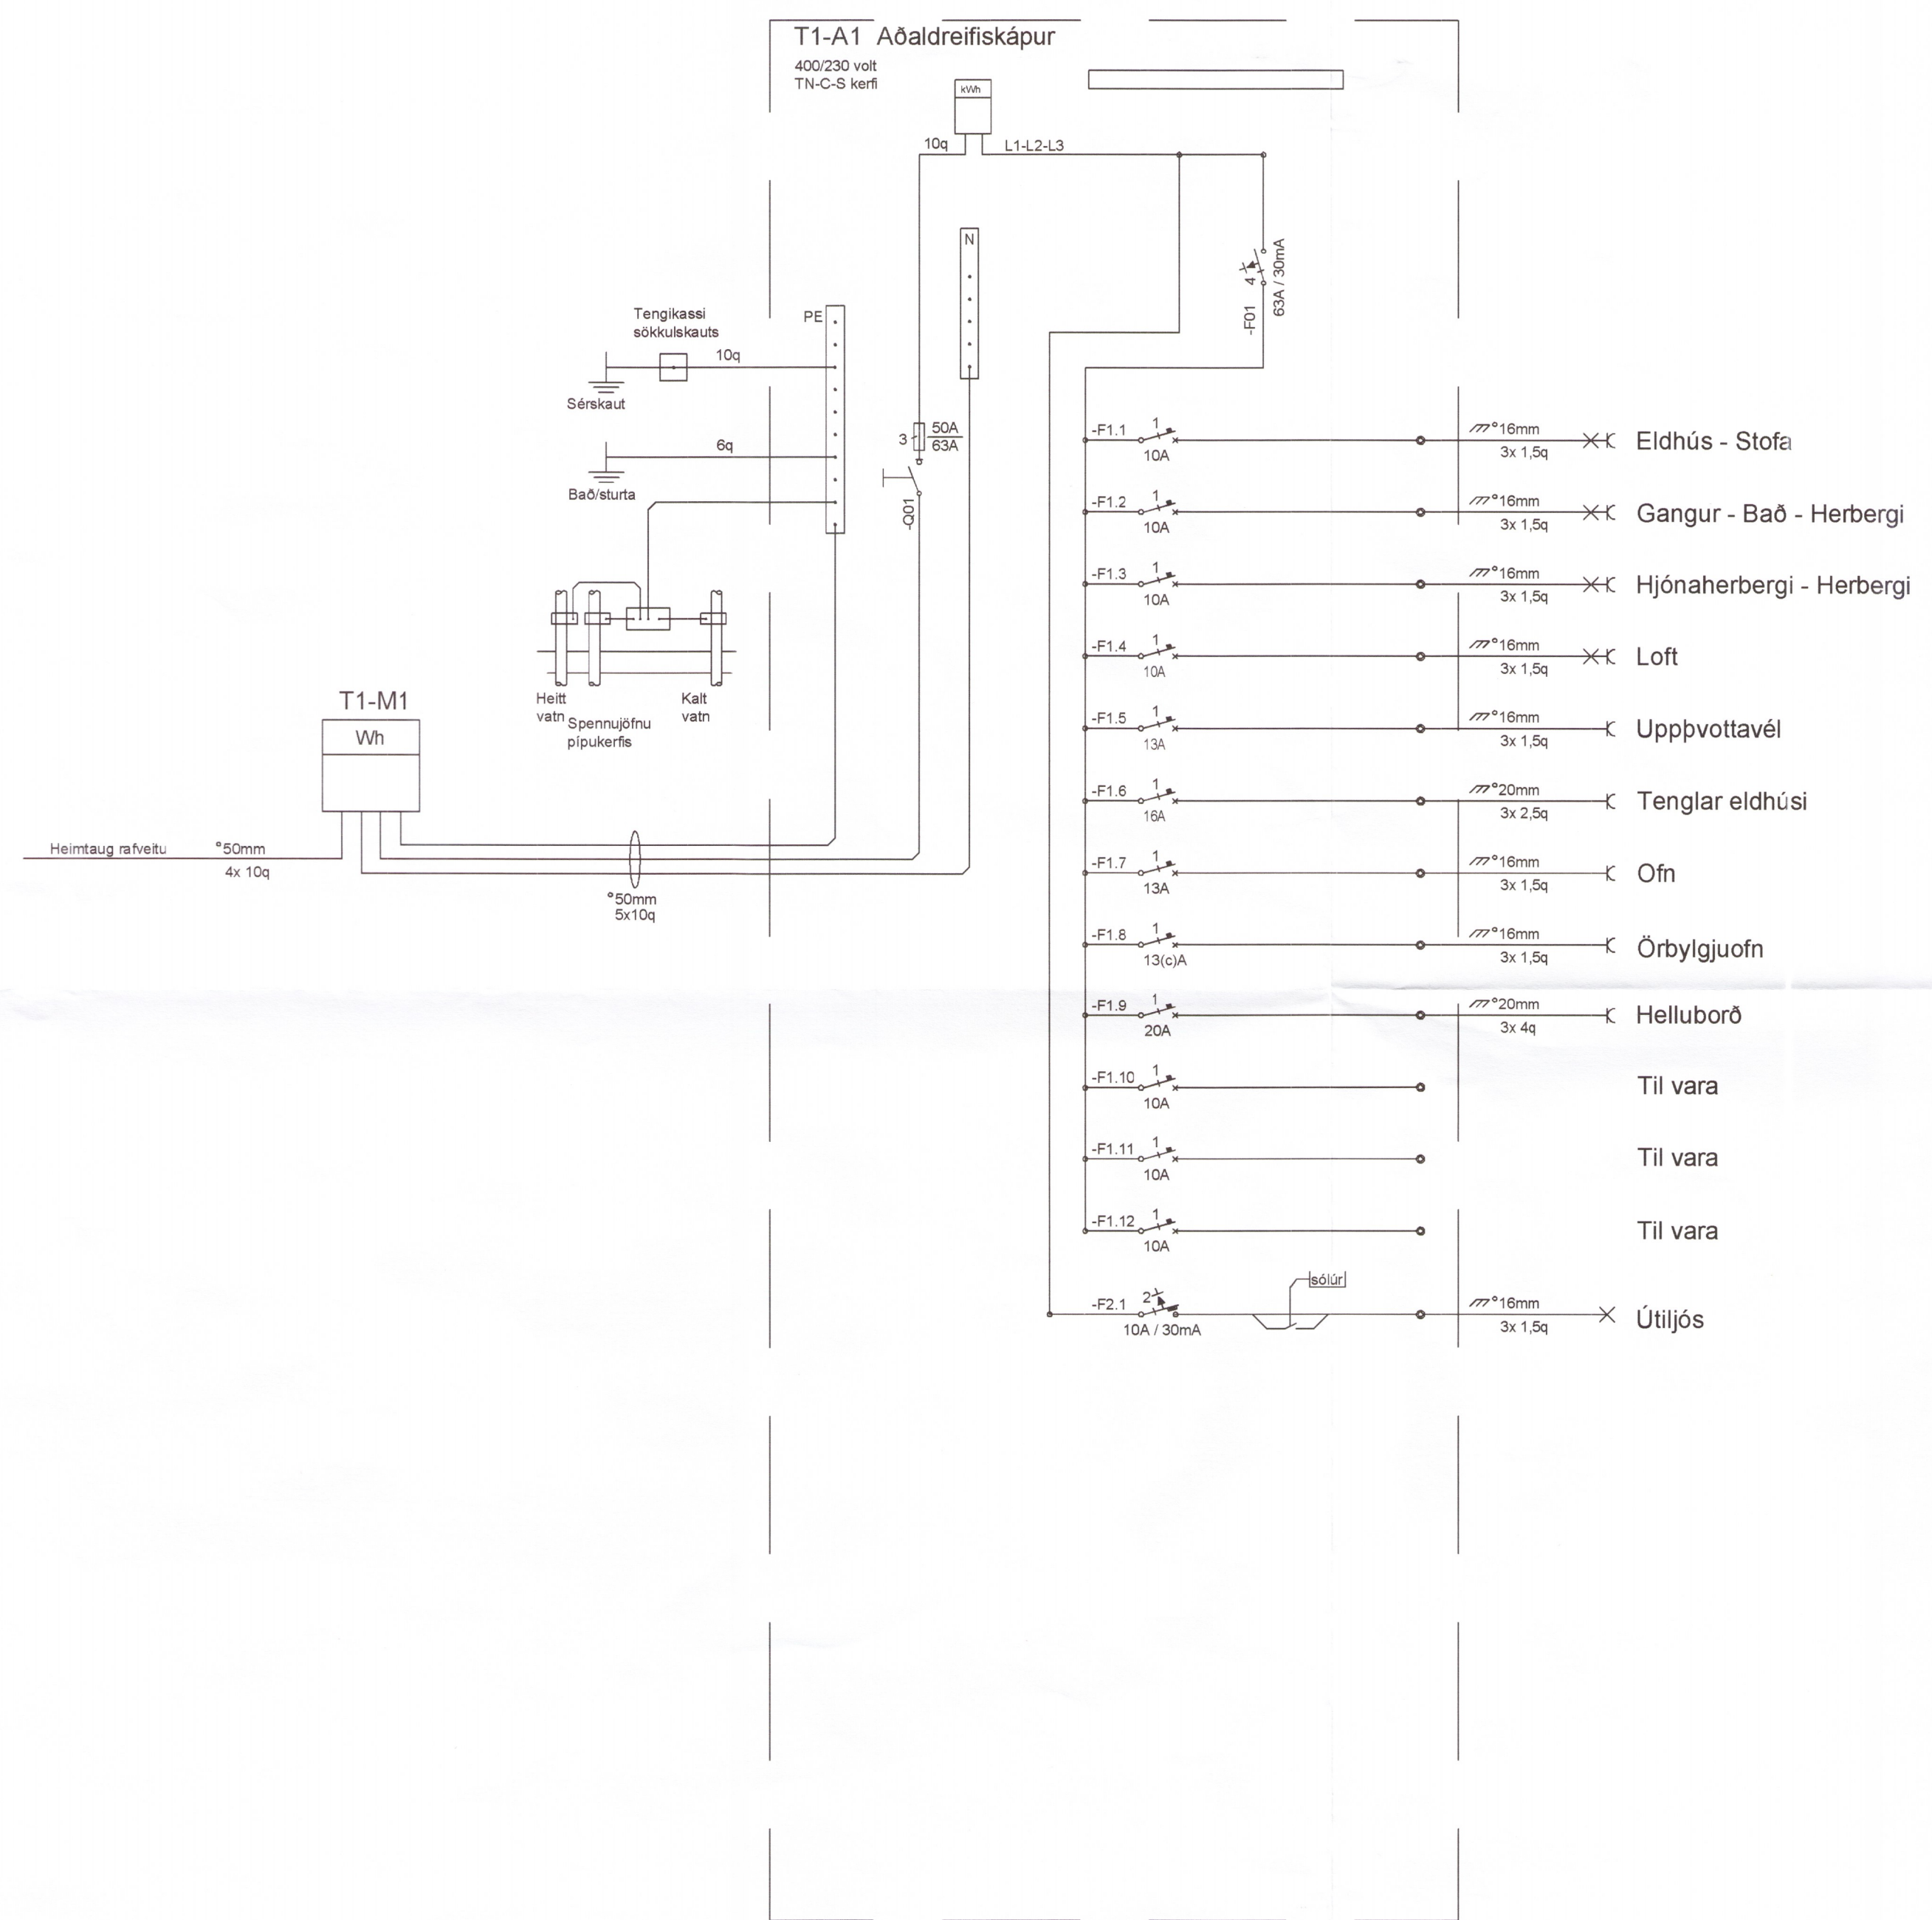 T1-A1 Aðaldreifiskápur
400/230 volt
TN-C-S kerfi
kWh
10q
L1-L2-L3
N
4
63A / 30mA
-F01
Tengikassi
sökkulskauts
PE
10q
Sérskaut
6q
Bað/sturta
3
50A
63A
-Q01
Heitt
vatn
Spennujöfnu
pípukerfis
Kalt
vatn
T1-M1
Wh
Heimtaug rafveitu
°50mm
4x 10q
°50mm
5x10q
-F1.1 1 °16mm
10A 3x 1,5q Eldhús - Stofa
-F1.2 1 °16mm
10A 3x 1,5q Gangur - Bað - Herbergi
-F1.3 1 °16mm
10A 3x 1,5q Hjónaherbergi - Herbergi
-F1.4 1 °16mm
10A 3x 1,5q Loft
-F1.5 1 °16mm
13A 3x 1,5q Uppþvottavél
-F1.6 1 °20mm
16A 3x 2,5q Tenglar eldhúsi
-F1.7 1 °16mm
13A 3x 1,5q Ofn
-F1.8 1 °16mm
13(c)A 3x 1,5q Örbylgjuofn
-F1.9 1 °20mm
20A 3x 4q Helluborð
-F1.10 1
10A Til vara
-F1.11 1
10A Til vara
-F1.12 1
10A Til vara
sólúr
-F2.1 2 °16mm
10A / 30mA 3x 1,5q Útiljós